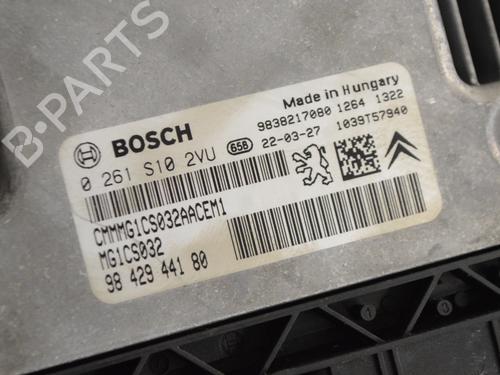 B-PARTS
Made in Hungary
BOSCH
9838217080 1264 1322
0 261 S10 2VU 658 22-03-27 1039T57940
CMMMG1CS032AACEM1
MG1CS032
98 429 441 80